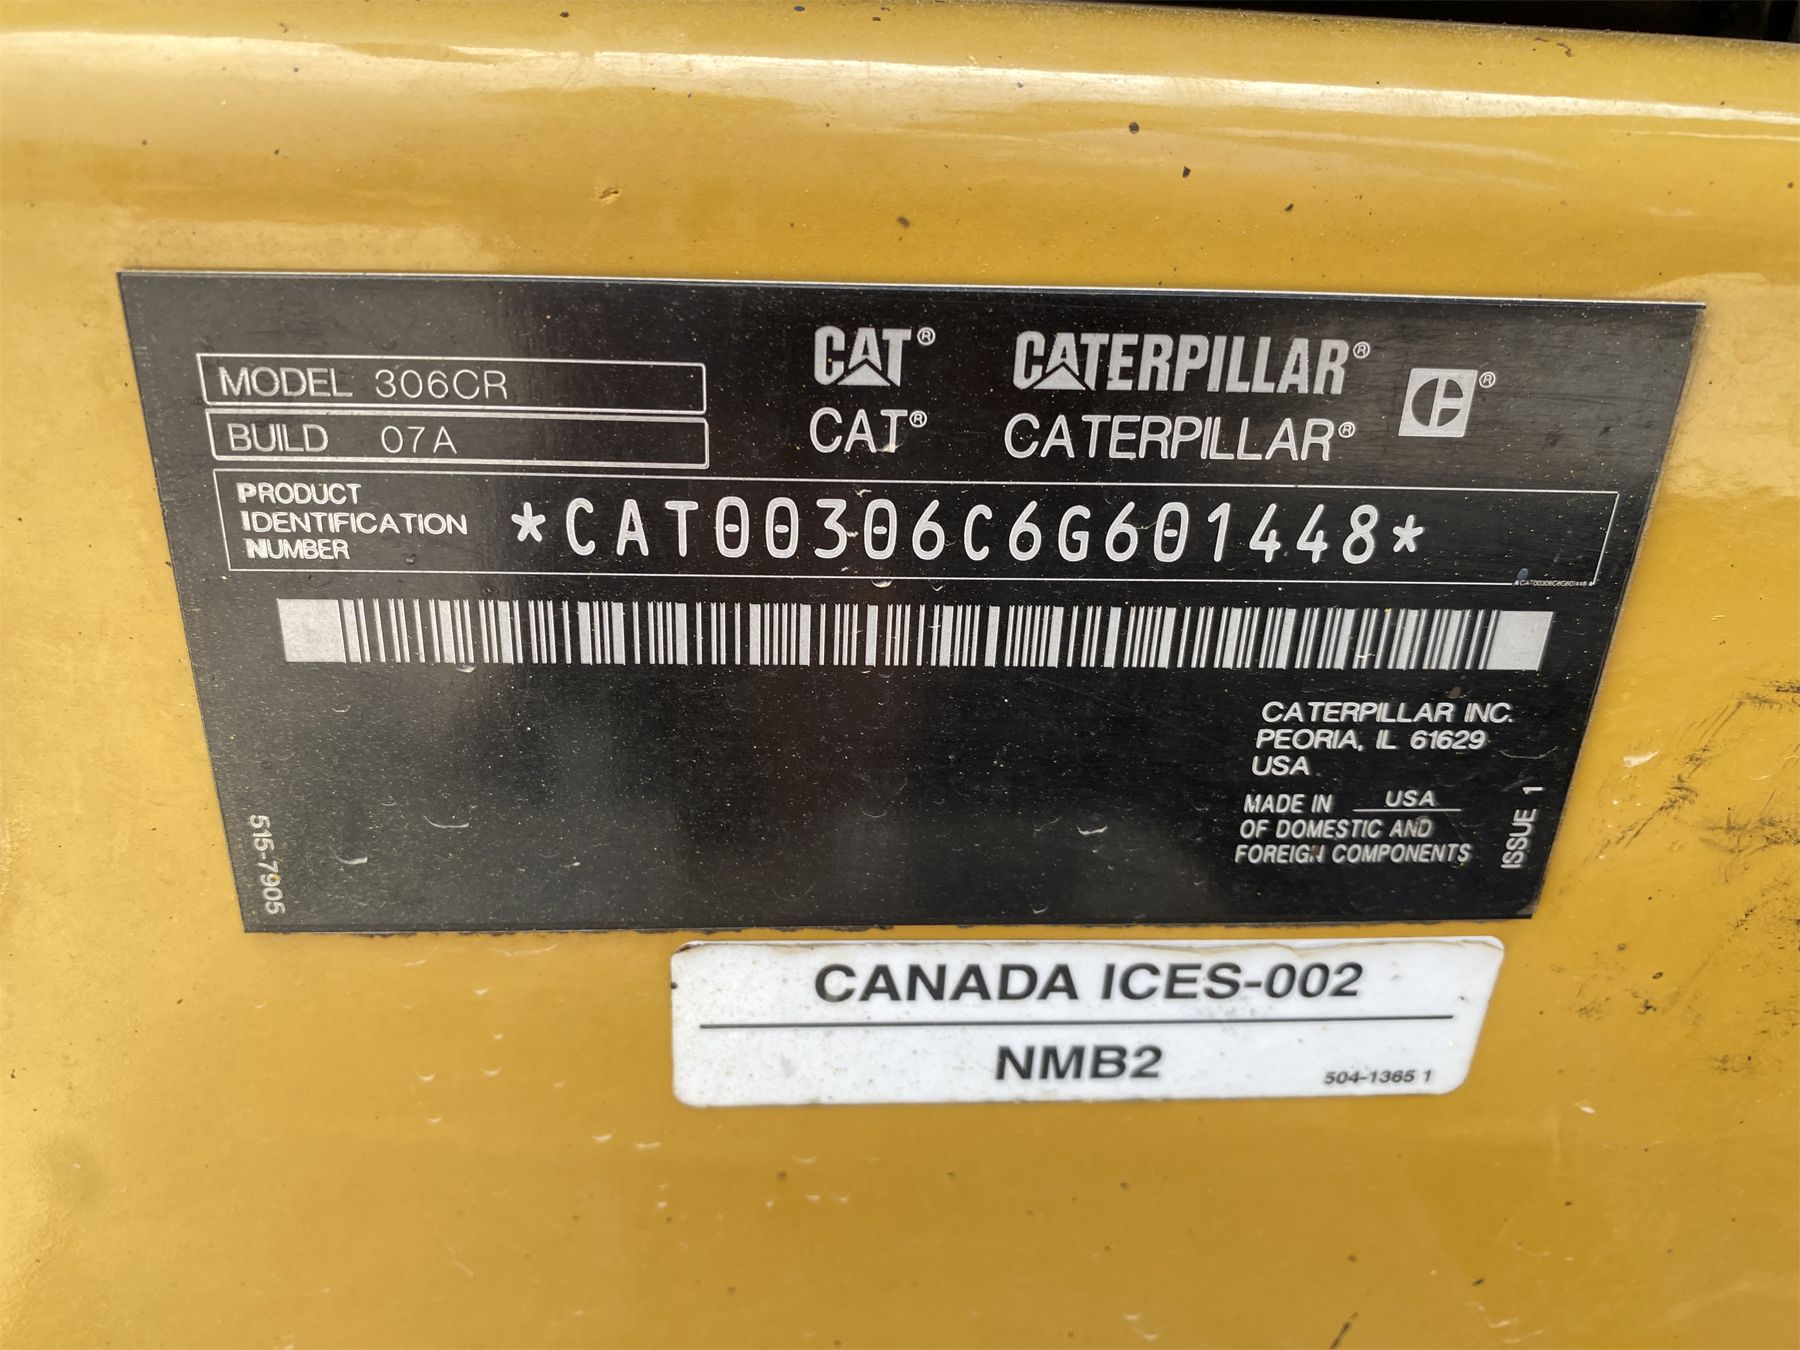 MODEL 306CR
BUILD 07A
CAT® CATERPILLAR® C®
CAT® CATERPILLAR®
PRODUCT
IDENTIFICATION
NUMBER
*CAT00306C6G601448*
*CAT00306C6G601448*
CATERPILLAR INC.
PEORIA, IL 61629
USA
MADE IN USA
OF DOMESTIC AND
FOREIGN COMPONENTS
ISSUE 1
515-7905
CANADA ICES-002
NMB2
504-1365 1